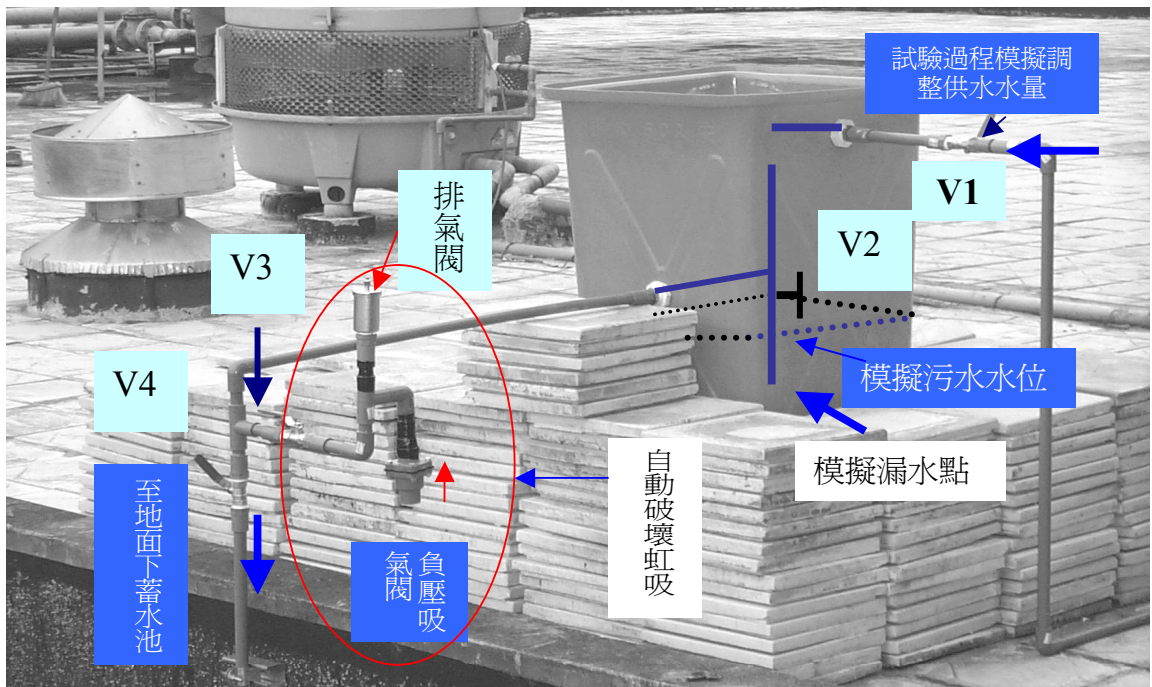 試驗過程模擬調
整供水水量
V1
排氣閥
V2
V3
V4
模擬污水水位
模擬漏水點
自動破壞虹吸
至地面下蓄水池
負壓吸
氣閥